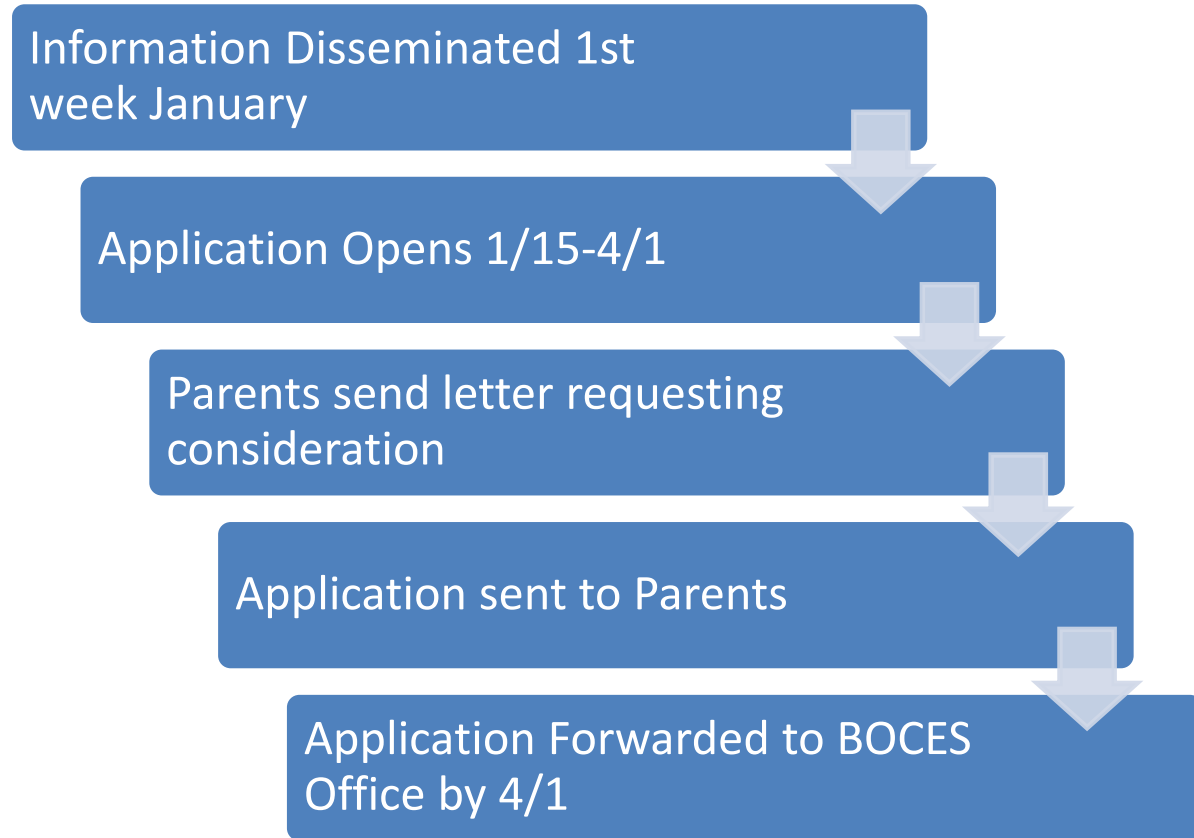 Information Disseminated 1st
week January
Application Opens 1/15-4/1
Parents send letter requesting
consideration
Application sent to Parents
Application Forwarded to BOCES
Office by 4/1